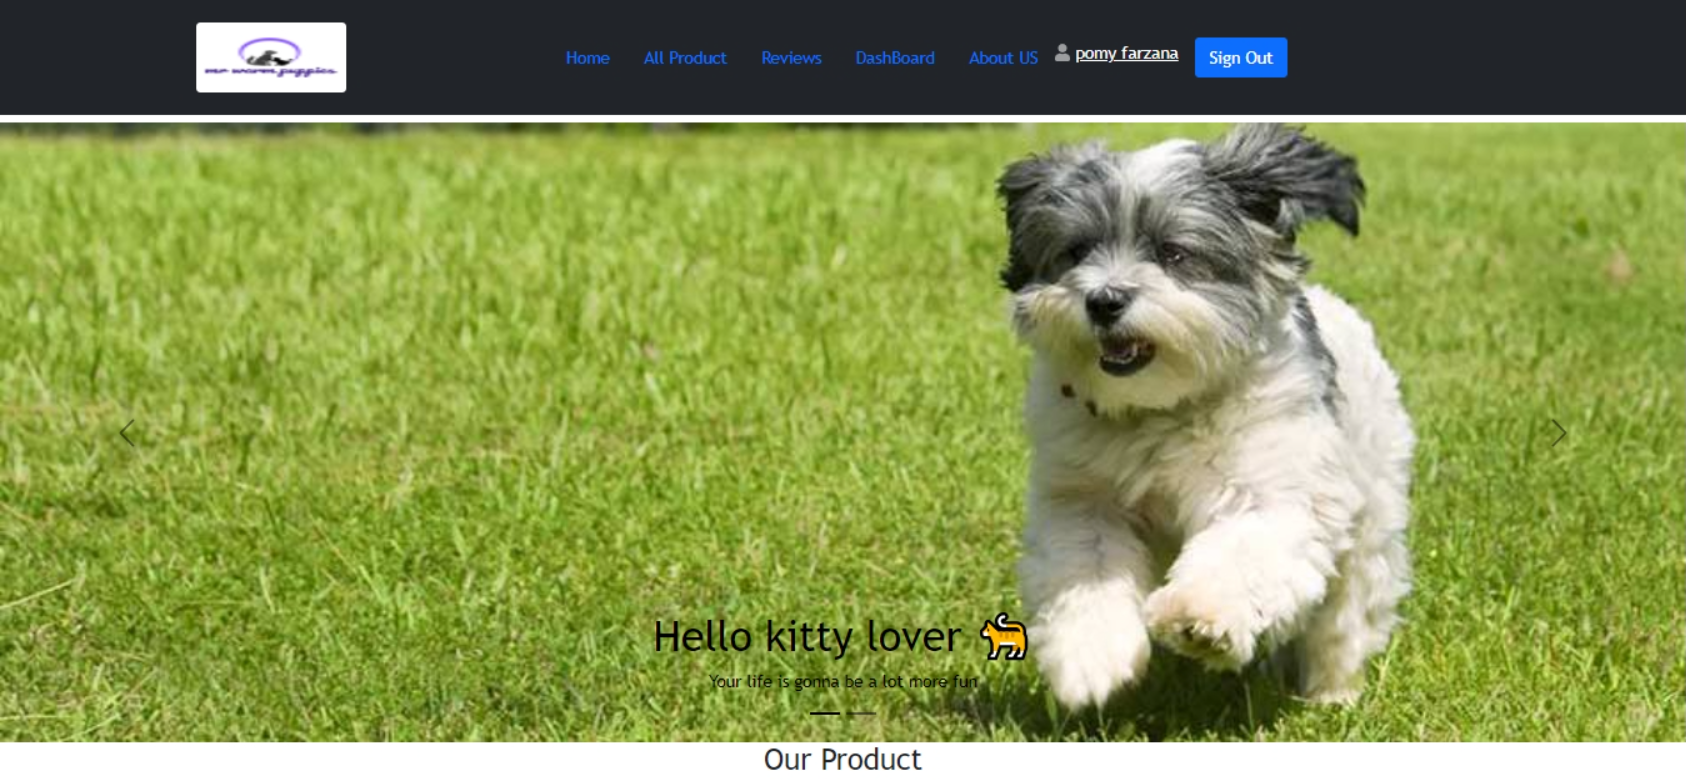 Home All Product Reviews DashBoard About US pomy farzana Sign Out
Hello kitty lover
Your life is gonna be a lot more fun
Our Product